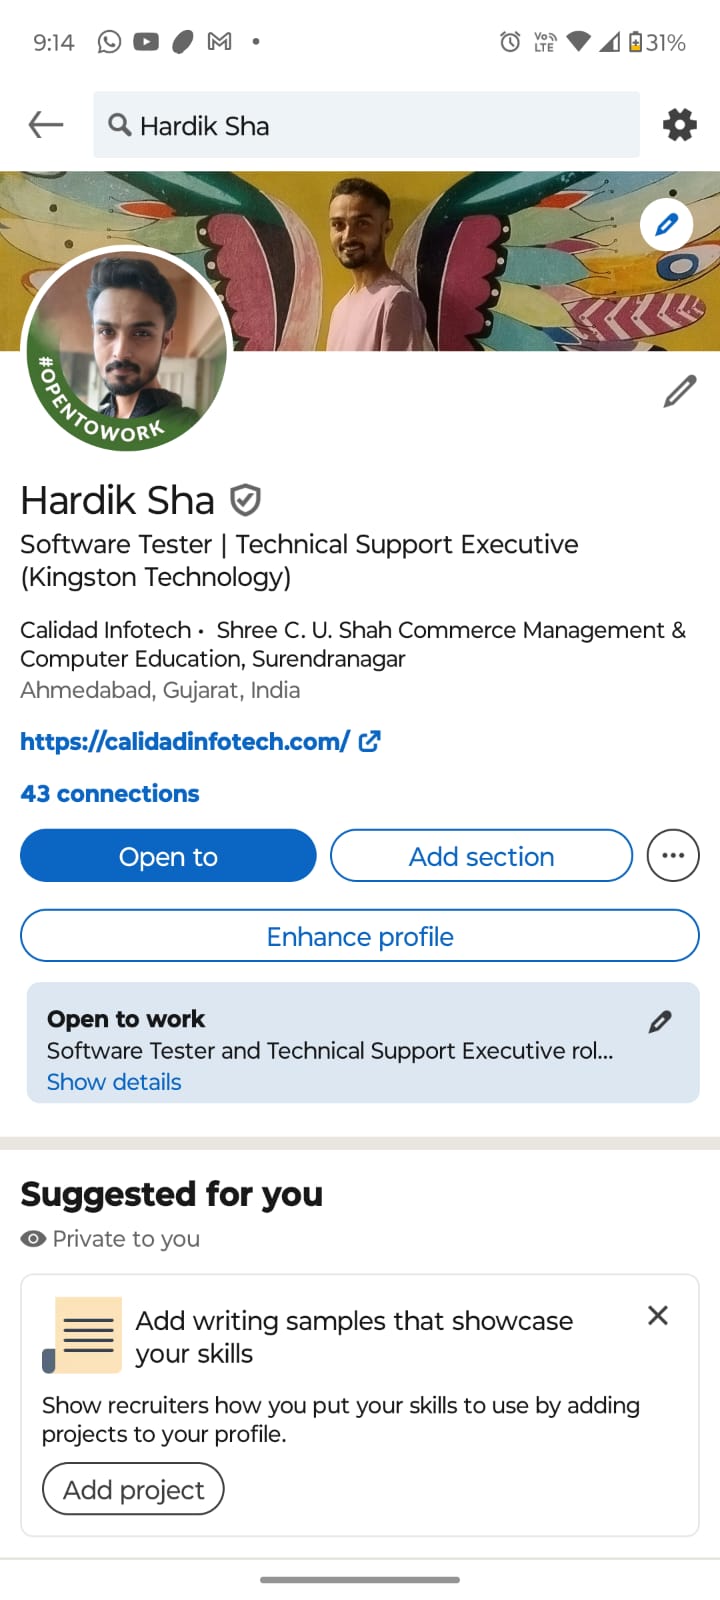 9:14
Vo)) LTE
31%
Hardik Sha
#OPENTOWORK
Hardik Sha
Software Tester | Technical Support Executive
(Kingston Technology)
Calidad Infotech • Shree C. U. Shah Commerce Management &
Computer Education, Surendranagar
Ahmedabad, Gujarat, India
https://calidadinfotech.com/
43 connections
Open to
Add section
Enhance profile
Open to work
Software Tester and Technical Support Executive rol...
Show details
Suggested for you
Private to you
Add writing samples that showcase
your skills
Show recruiters how you put your skills to use by adding
projects to your profile.
Add project